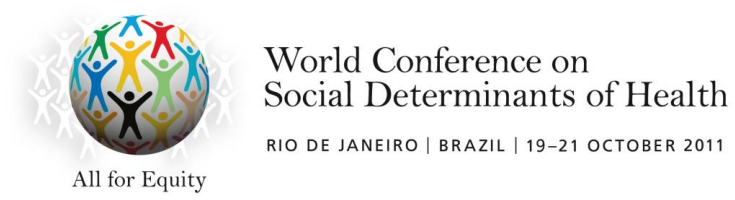 World Conference on
Social Determinants of Health
RIO DE JANEIRO | BRAZIL | 19–21 OCTOBER 2011
All for Equity